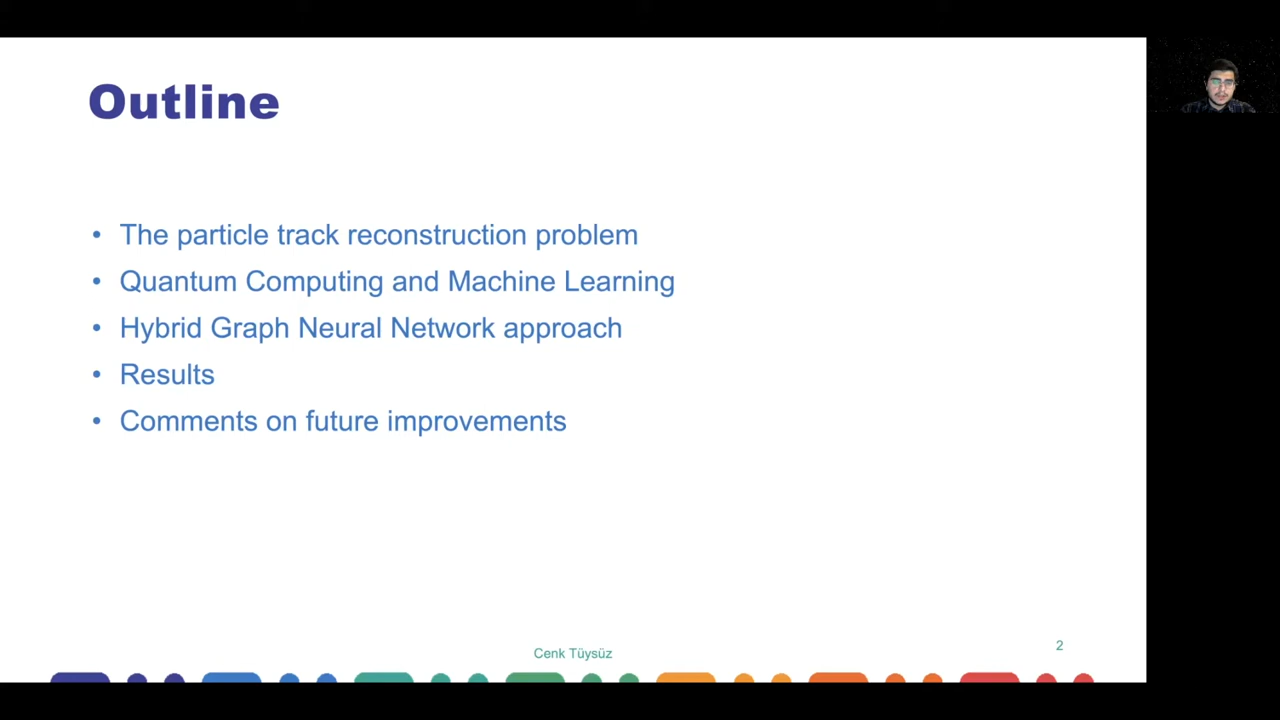 Outline
• The particle track reconstruction problem
• Quantum Computing and Machine Learning
• Hybrid Graph Neural Network approach
• Results
• Comments on future improvements
Cenk Tüysüz
2